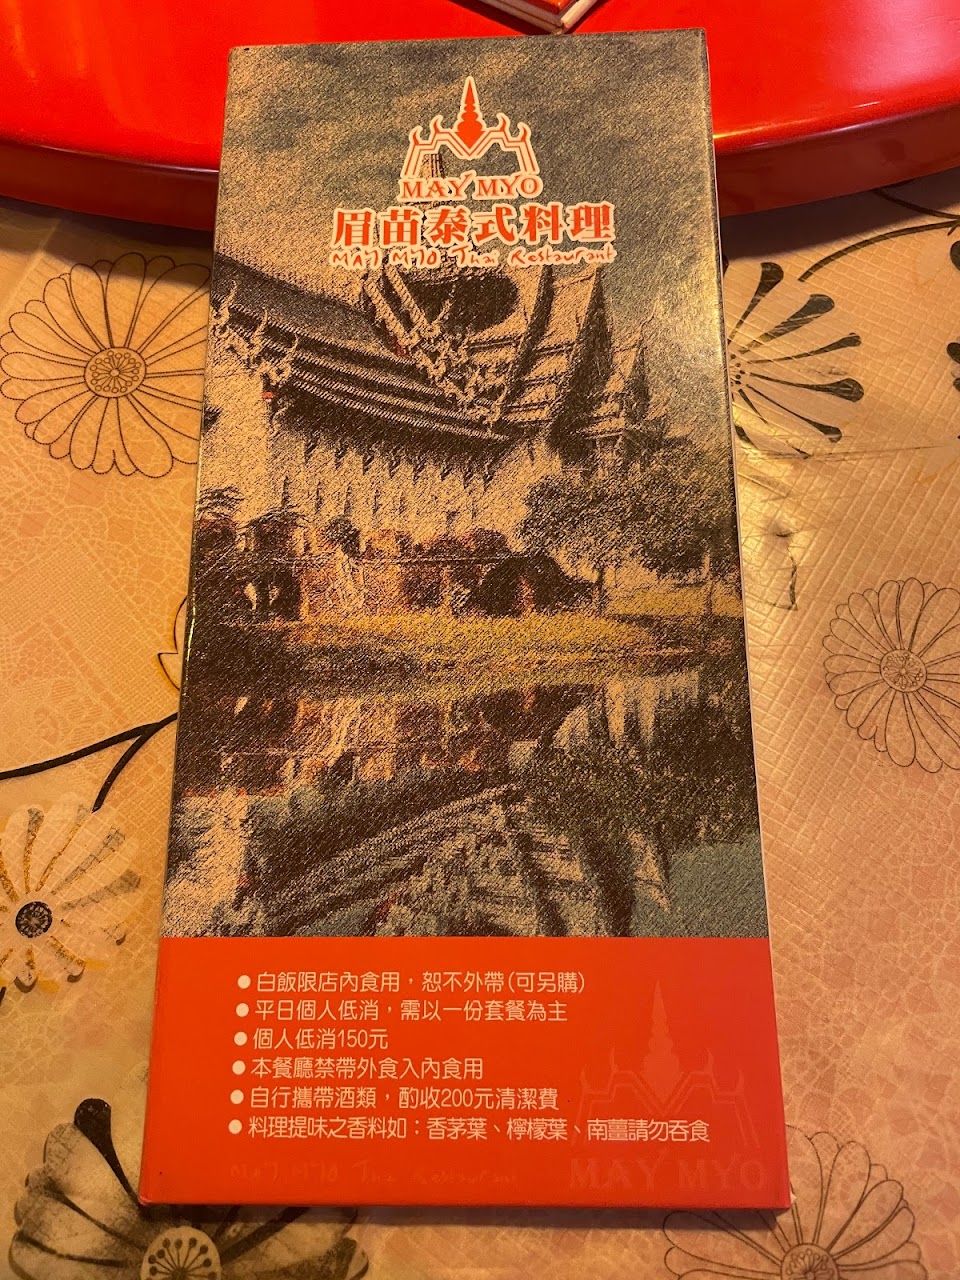 MAY MYO
眉苗泰式料理
MAY MYO Thai Restaurant
●白飯限店內食用，恕不外帶(可另購)
●平日個人低消，需以一份套餐為主
●個人低消150元
●本餐廳禁帶外食入內食用
●自行攜帶酒類，酌收200元清潔費
●料理提味之香料如：香茅葉、檸檬葉、南薑請勿吞食
MAY MYO Thai Restaurant
MAY MYO